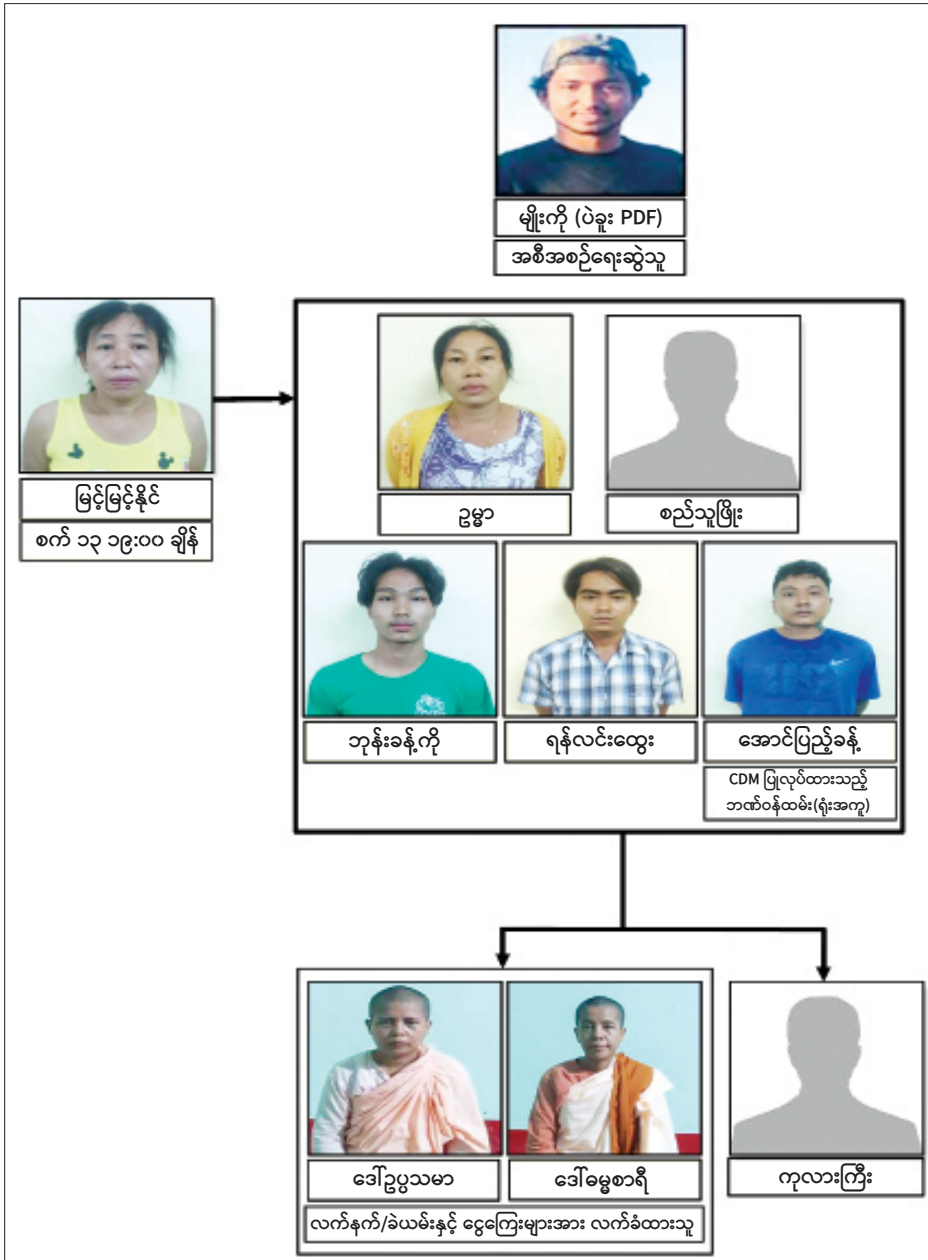 မျိုးကို (ပဲခူး PDF)
အစီအစဉ်ရေးဆွဲသူ
မြင့်မြင့်နိုင်
စက် ၁၃ ၁၉:၀၀ ချိန်
ဥမ္မာ
စည်သူဖြိုး
ဘုန်းခန့်ကို
ရန်လင်းထွေး
အောင်ပြည့်ခန့်
CDM ပြုလုပ်ထားသည့်
ဘဏ်ဝန်ထမ်း(ရုံးအကူ)
ဒေါ်ဥပ္ပသမာ
ဒေါ်ဓမ္မစာရီ
ကုလားကြီး
လက်နက်/ခဲယမ်းနှင့် ငွေကြေးများအား လက်ခံထားသူ